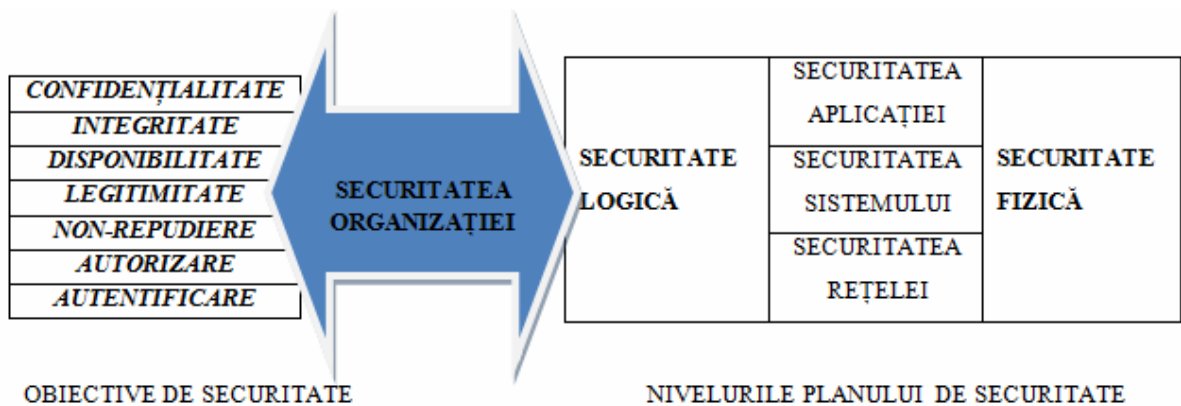 CONFIDENȚIALITATE
INTEGRITATE
DISPONIBILITATE
LEGITIMITATE
NON-REPUDIERE
AUTORIZARE
AUTENTIFICARE
SECURITATEA
ORGANIZAȚIEI
SECURITATE
LOGICĂ
SECURITATEA
APLICAȚIEI
SECURITATEA
SISTEMULUI
SECURITATEA
REȚELEI
SECURITATE
FIZICĂ
OBIECTIVE DE SECURITATE
NIVELURILE PLANULUI DE SECURITATE